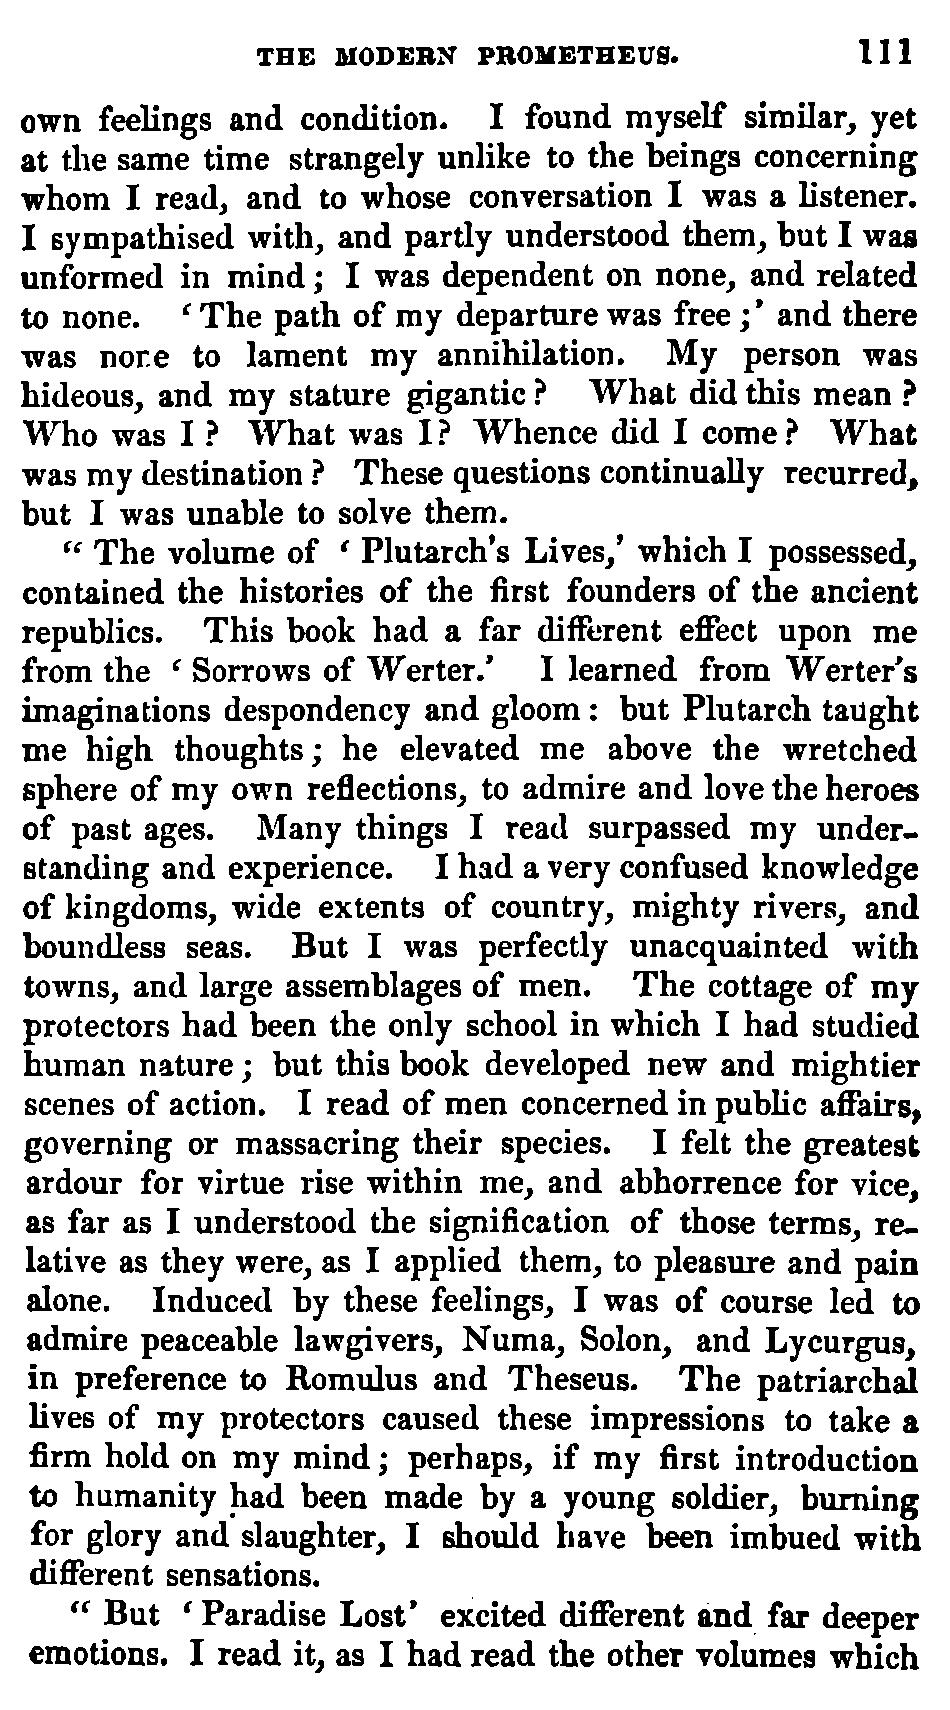 THE MODERN PROMETHEUS. 111
own feelings and condition. I found myself similar, yet
at the same time strangely unlike to the beings concerning
whom I read, and to whose conversation I was a listener.
I sympathised with, and partly understood them, but I was
unformed in mind; I was dependent on none, and related
to none. ‘The path of my departure was free;’ and there
was none to lament my annihilation. My person was
hideous, and my stature gigantic? What did this mean?
Who was I? What was I? Whence did I come? What
was my destination? These questions continually recurred,
but I was unable to solve them.
“The volume of ‘Plutarch's Lives,’ which I possessed,
contained the histories of the first founders of the ancient
republics. This book had a far different effect upon me
from the ‘Sorrows of Werter.’ I learned from Werter's
imaginations despondency and gloom: but Plutarch taught
me high thoughts; he elevated me above the wretched
sphere of my own reflections, to admire and love the heroes
of past ages. Many things I read surpassed my under-
standing and experience. I had a very confused knowledge
of kingdoms, wide extents of country, mighty rivers, and
boundless seas. But I was perfectly unacquainted with
towns, and large assemblages of men. The cottage of my
protectors had been the only school in which I had studied
human nature; but this book developed new and mightier
scenes of action. I read of men concerned in public affairs,
governing or massacring their species. I felt the greatest
ardour for virtue rise within me, and abhorrence for vice,
as far as I understood the signification of those terms, re-
lative as they were, as I applied them, to pleasure and pain
alone. Induced by these feelings, I was of course led to
admire peaceable lawgivers, Numa, Solon, and Lycurgus,
in preference to Romulus and Theseus. The patriarchal
lives of my protectors caused these impressions to take a
firm hold on my mind; perhaps, if my first introduction
to humanity had been made by a young soldier, burning
for glory and slaughter, I should have been imbued with
different sensations.
“But ‘Paradise Lost’ excited different and far deeper
emotions. I read it, as I had read the other volumes which